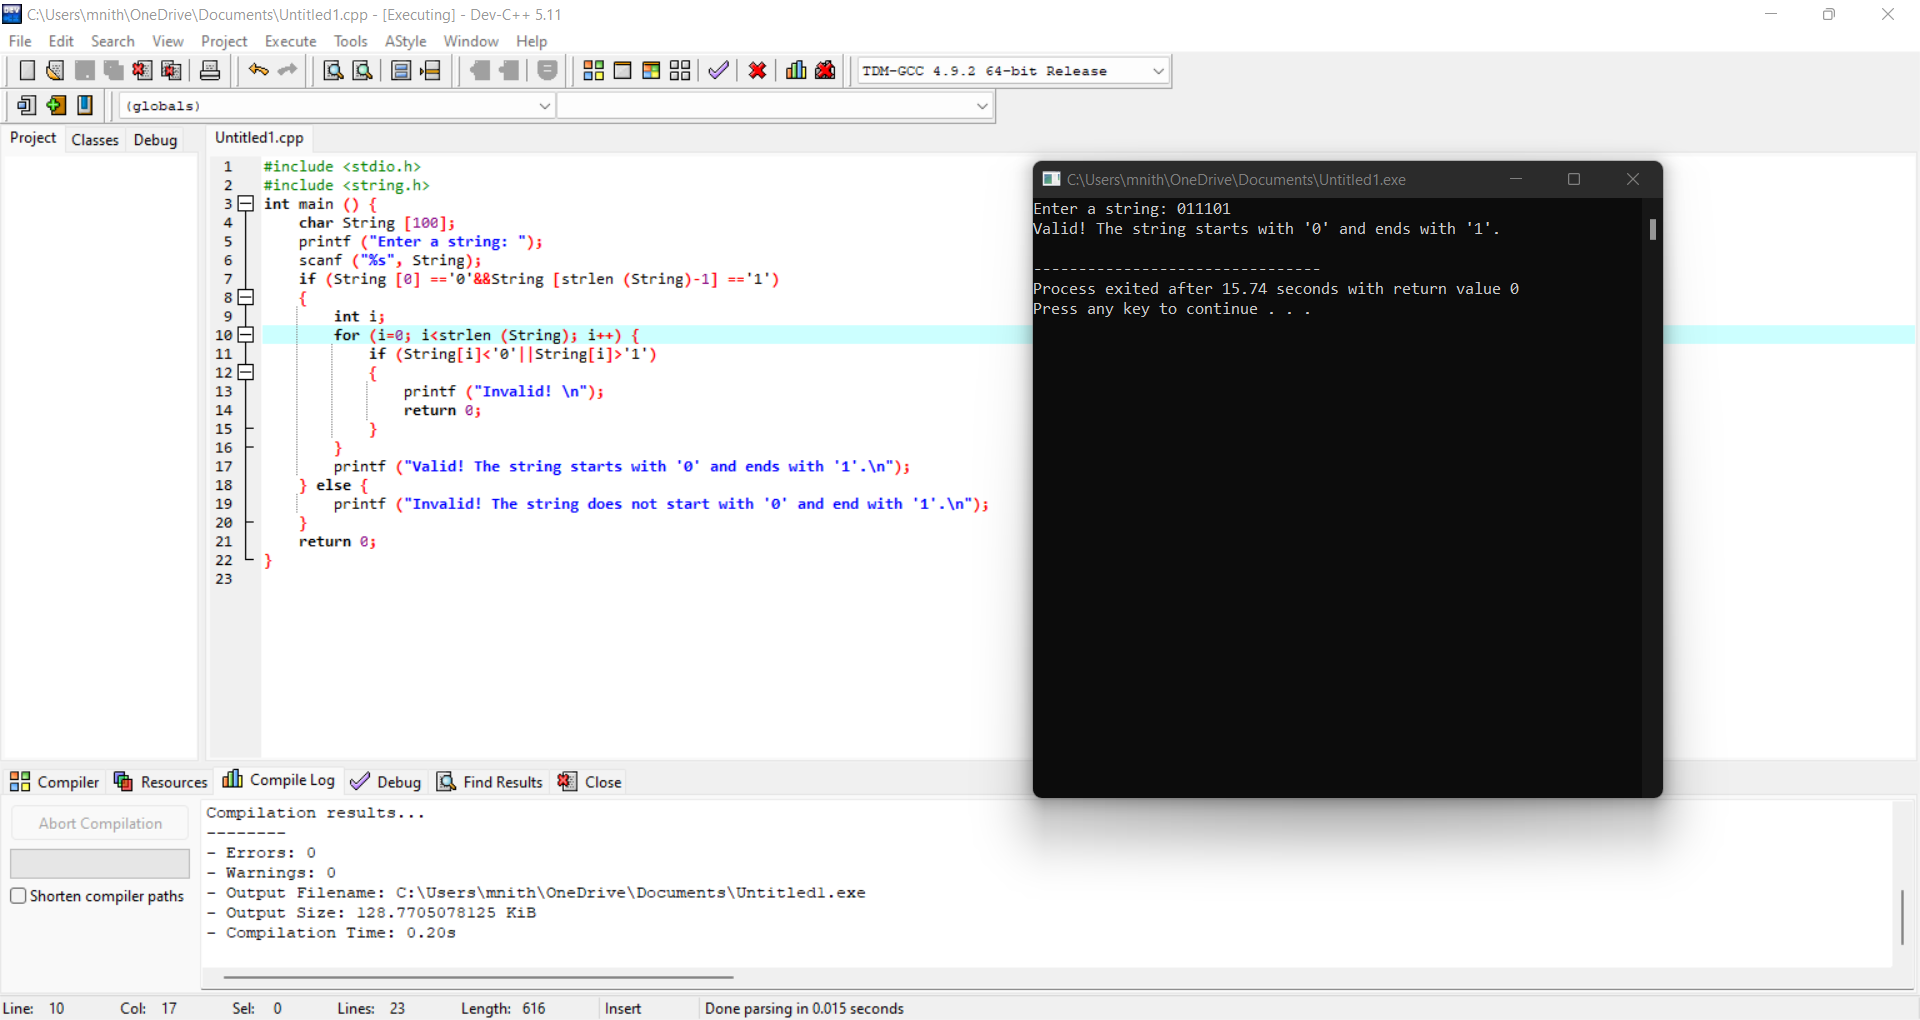 C:\Users\mnith\OneDrive\Documents\Untitled1.cpp - [Executing] - Dev-C++ 5.11
File Edit Search View Project Execute Tools AStyle Window Help
TDM-GCC 4.9.2 64-bit Release
(globals)
Project Classes Debug
Untitled1.cpp
1 #include <stdio.h>
2 #include <string.h>
3 int main () {
4 char String [100];
5 printf ("Enter a string: ");
6 scanf ("%s", String);
7 if (String [0] =='0'&&String [strlen (String)-1] =='1')
8 {
9 int i;
10 for (i=0; i<strlen (String); i++) {
11 if (String[i]<'0'||String[i]>'1')
12 {
13 printf ("Invalid! \n");
14 return 0;
15 }
16 }
17 printf ("Valid! The string starts with '0' and ends with '1'.\n");
18 } else {
19 printf ("Invalid! The string does not start with '0' and end with '1'.\n");
20 }
21 return 0;
22 }
23
C:\Users\mnith\OneDrive\Documents\Untitled1.exe
Enter a string: 011101
Valid! The string starts with '0' and ends with '1'.
--------------------------------
Process exited after 15.74 seconds with return value 0
Press any key to continue . . .
Compiler Resources Compile Log Debug Find Results Close
Abort Compilation
Shorten compiler paths
Compilation results...
--------
- Errors: 0
- Warnings: 0
- Output Filename: C:\Users\mnith\OneDrive\Documents\Untitled1.exe
- Output Size: 128.7705078125 KiB
- Compilation Time: 0.20s
Line: 10 Col: 17 Sel: 0 Lines: 23 Length: 616 Insert Done parsing in 0.015 seconds